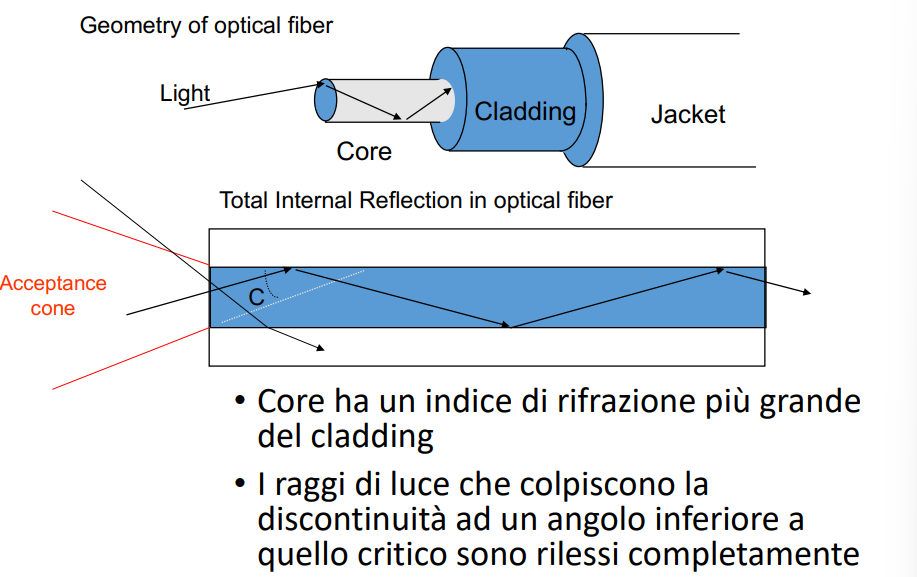 Geometry of optical fiber
Light
Cladding
Jacket
Core
Total Internal Reflection in optical fiber
Acceptance
cone
C
• Core ha un indice di rifrazione più grande
del cladding
• I raggi di luce che colpiscono la
discontinuità ad un angolo inferiore a
quello critico sono rilessi completamente